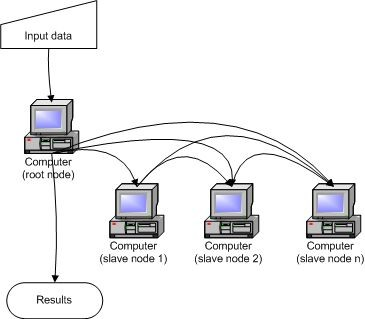 Input data
Computer
(root node)
Computer
(slave node 1)
Computer
(slave node 2)
Computer
(slave node n)
Results